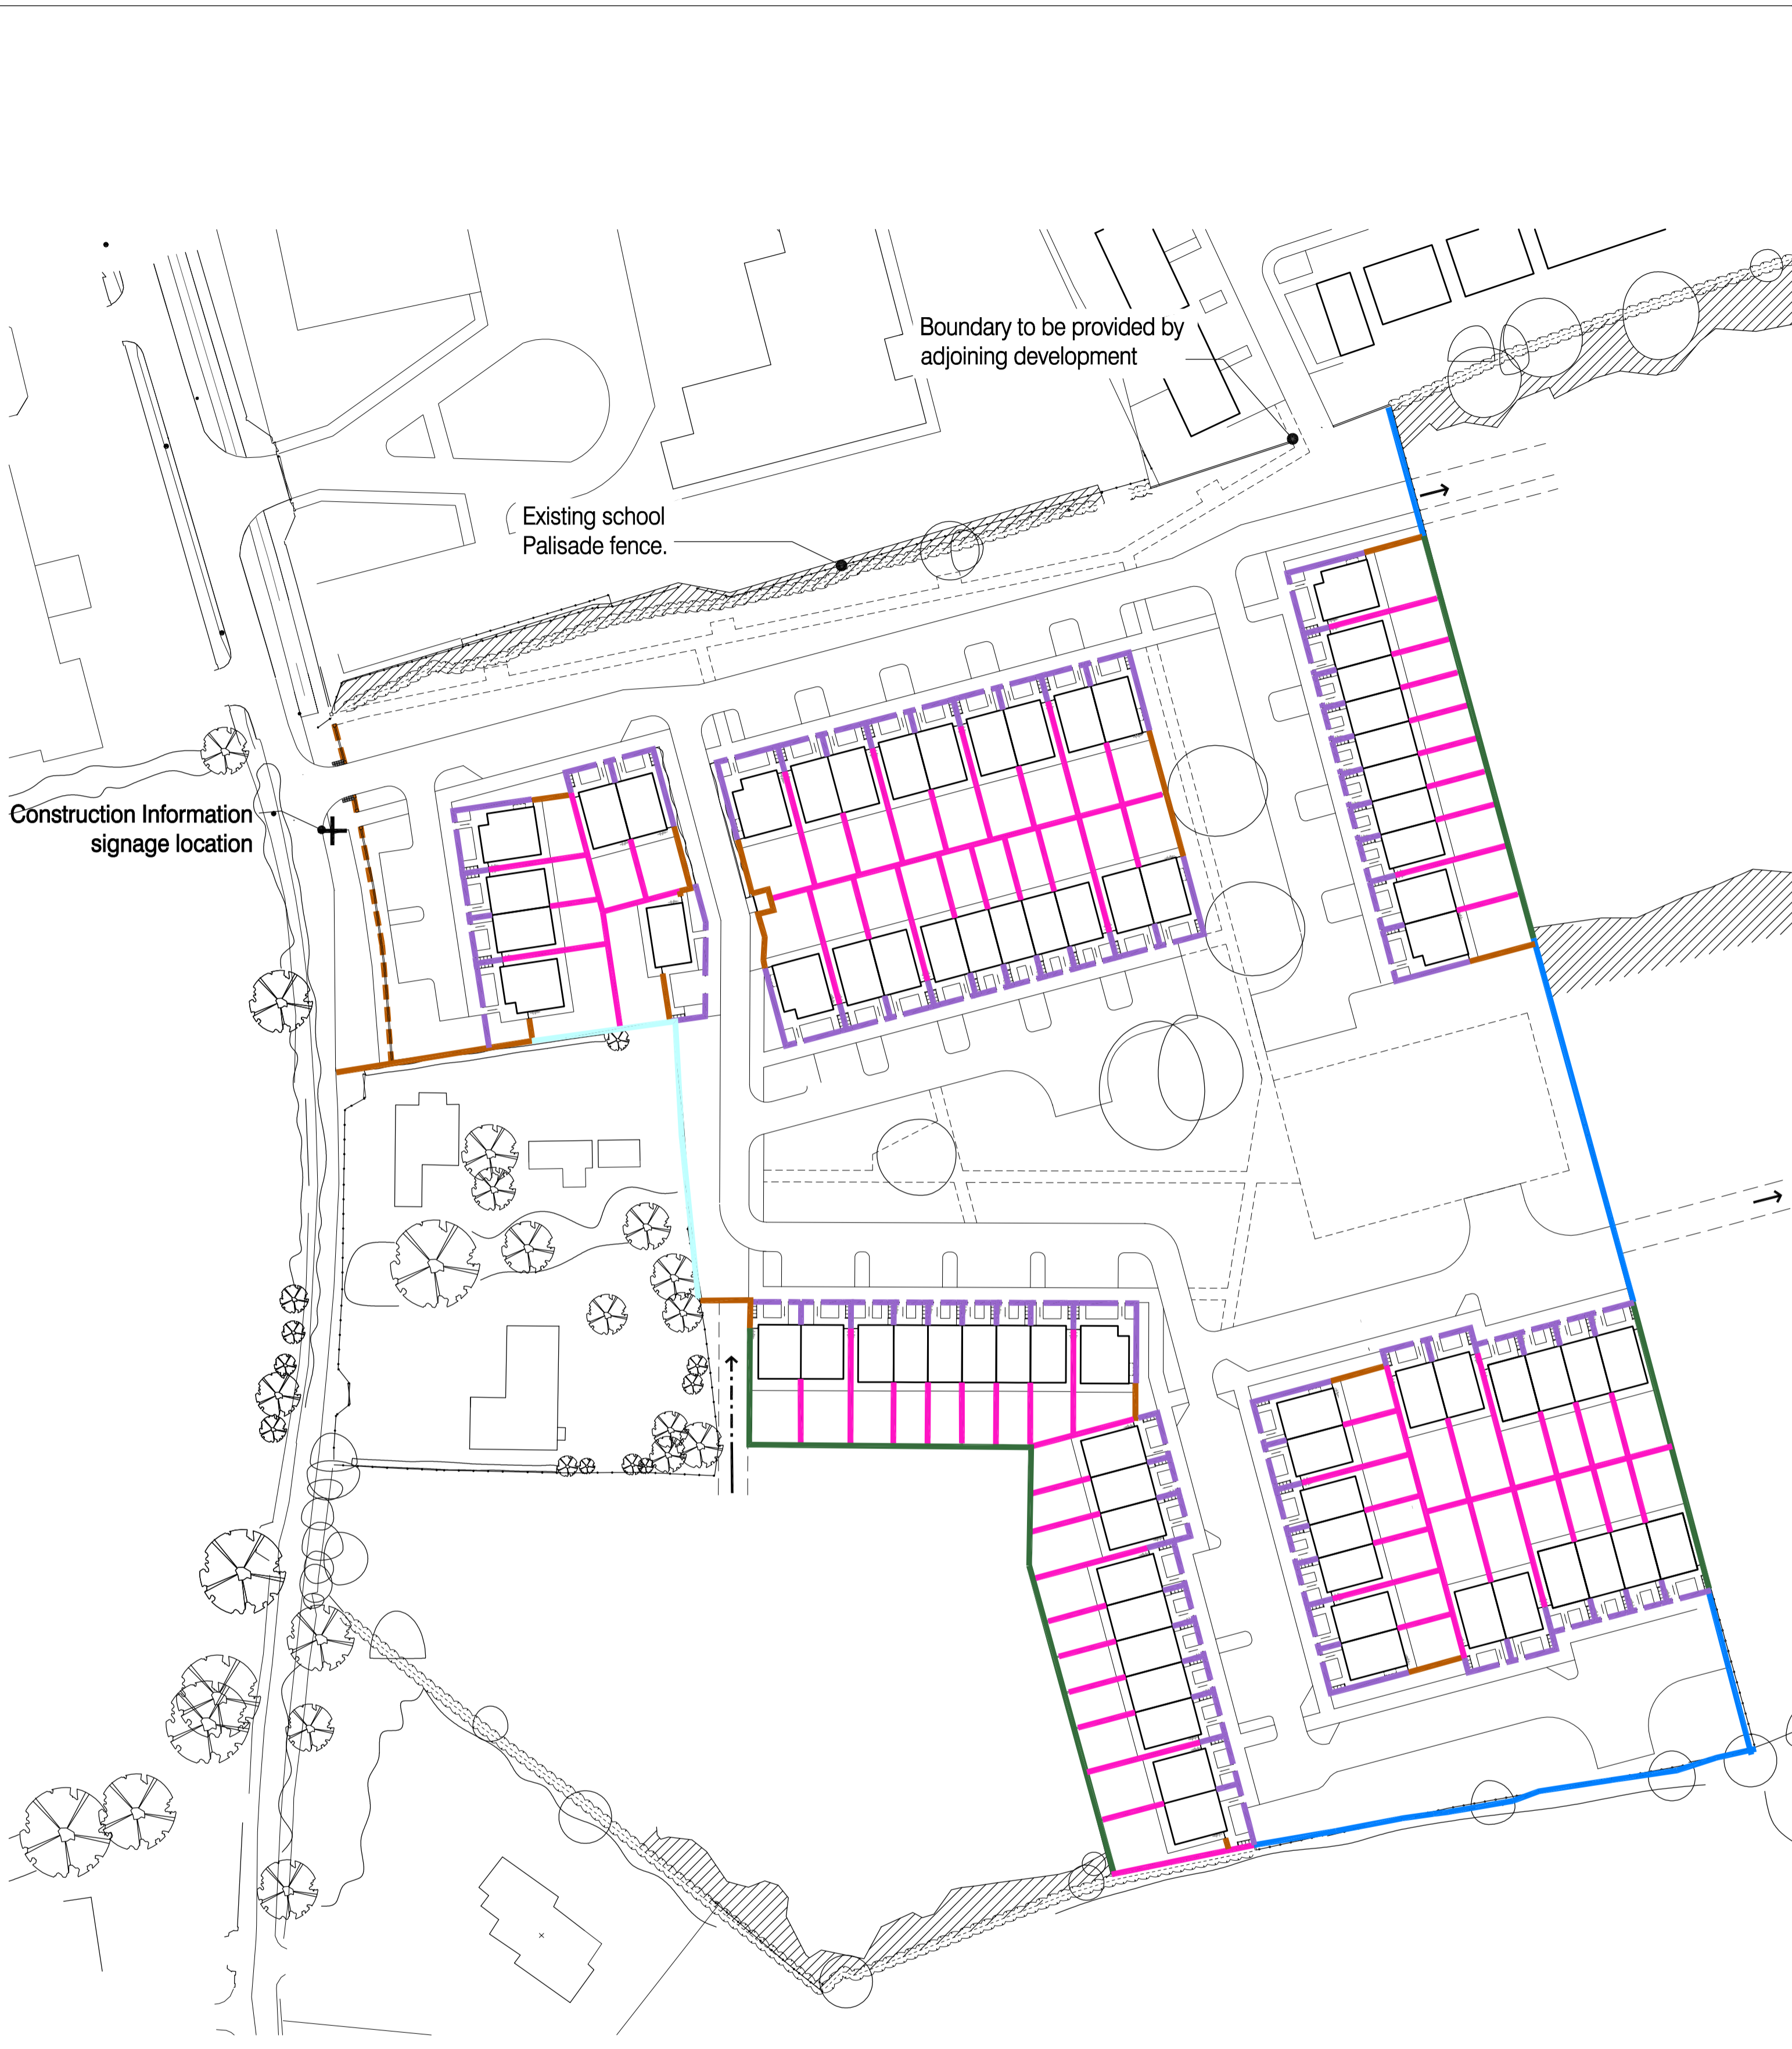 Boundary to be provided by
adjoining development
Existing school
Palisade fence.
Construction Information
signage location